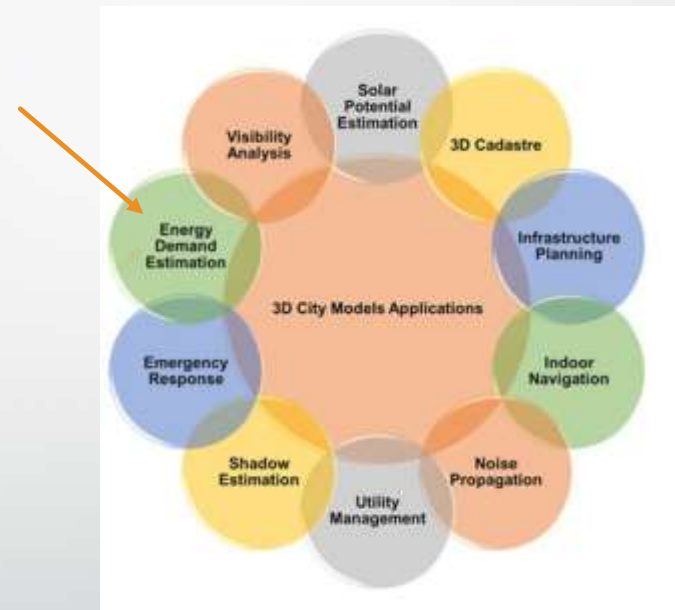 Solar
Potential
Estimation
3D Cadastre
Infrastructure
Planning
Indoor
Navigation
Noise
Propagation
Utility
Management
Shadow
Estimation
Emergency
Response
Energy
Demand
Estimation
Visibility
Analysis
3D City Models Applications